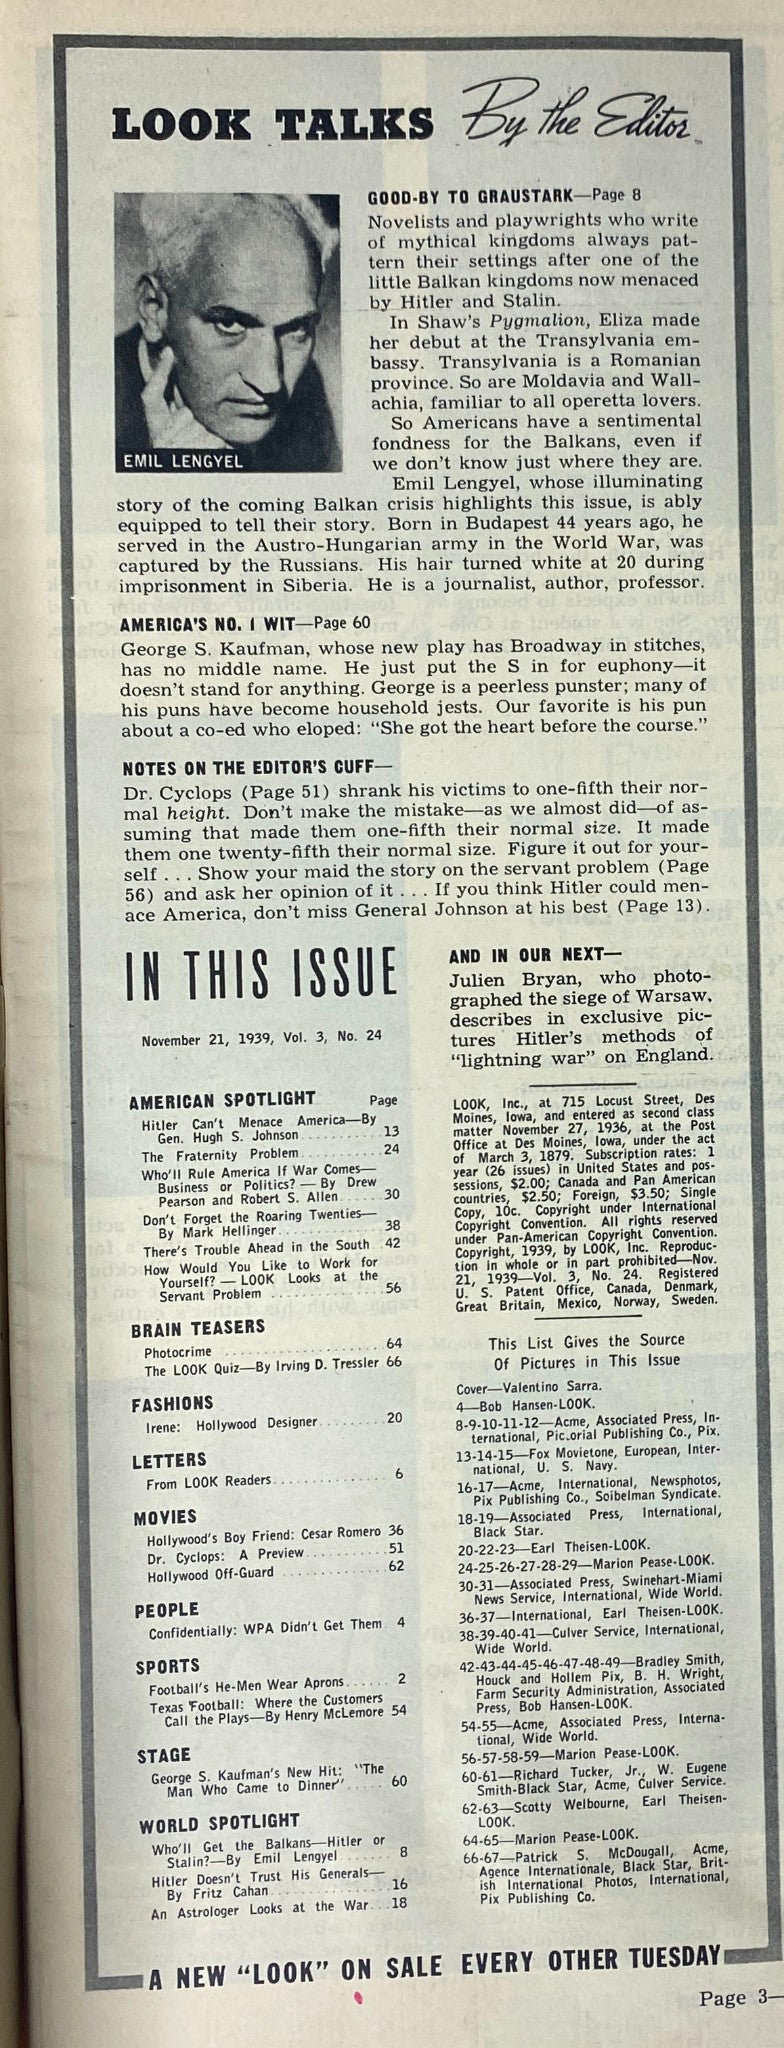 LOOK TALKS By the Editor
EMIL LENGYEL
GOOD-BY TO GRAUSTARK—Page 8
Novelists and playwrights who write
of mythical kingdoms always pat-
tern their settings after one of the
little Balkan kingdoms now menaced
by Hitler and Stalin.
In Shaw's Pygmalion, Eliza made
her debut at the Transylvania em-
bassy. Transylvania is a Romanian
province. So are Moldavia and Wall-
achia, familiar to all operetta lovers.
So Americans have a sentimental
fondness for the Balkans, even if
we don't know just where they are.
Emil Lengyel, whose illuminating
story of the coming Balkan crisis highlights this issue, is ably
equipped to tell their story. Born in Budapest 44 years ago, he
served in the Austro-Hungarian army in the World War, was
captured by the Russians. His hair turned white at 20 during
imprisonment in Siberia. He is a journalist, author, professor.
AMERICA'S NO. 1 WIT—Page 60
George S. Kaufman, whose new play has Broadway in stitches,
has no middle name. He just put the S in for euphony—it
doesn't stand for anything. George is a peerless punster; many of
his puns have become household jests. Our favorite is his pun
about a co-ed who eloped: "She got the heart before the course."
NOTES ON THE EDITOR'S CUFF—
Dr. Cyclops (Page 51) shrank his victims to one-fifth their nor-
mal height. Don't make the mistake—as we almost did—of as-
suming that made them one-fifth their normal size. It made
them one twenty-fifth their normal size. Figure it out for your-
self . . . Show your maid the story on the servant problem (Page
56) and ask her opinion of it . . . If you think Hitler could men-
ace America, don't miss General Johnson at his best (Page 13).
IN THIS ISSUE
November 21, 1939, Vol. 3, No. 24
AMERICAN SPOTLIGHT Page
Hitler Can't Menace America—By
Gen. Hugh S. Johnson . . . . . . . . . . 13
The Fraternity Problem . . . . . . . . . . 24
Who'll Rule America If War Comes—
Business or Politics? — By Drew
Pearson and Robert S. Allen . . . . . 30
Don't Forget the Roaring Twenties—
By Mark Hellinger . . . . . . . . . . 38
There's Trouble Ahead in the South . 42
How Would You Like to Work for
Yourself? — LOOK Looks at the
Servant Problem . . . . . . . . . . 56
BRAIN TEASERS
Photocrime . . . . . . . . . . 64
The LOOK Quiz—By Irving D. Tressler 66
FASHIONS
Irene: Hollywood Designer . . . . . . . 20
LETTERS
From LOOK Readers . . . . . . . . . . 6
MOVIES
Hollywood's Boy Friend: Cesar Romero 36
Dr. Cyclops: A Preview . . . . . . . . . 51
Hollywood Off-Guard . . . . . . . . . . 62
PEOPLE
Confidentially: WPA Didn't Get Them . 4
SPORTS
Football's He-Men Wear Aprons . . . . . 2
Texas Football: Where the Customers
Call the Plays—By Henry McLemore 54
STAGE
George S. Kaufman's New Hit: "The
Man Who Came to Dinner" . . . . . 60
WORLD SPOTLIGHT
Who'll Get the Balkans—Hitler or
Stalin?—By Emil Lengyel . . . . . . 8
Hitler Doesn't Trust His Generals—
By Fritz Cahan . . . . . . . . . . 16
An Astrologer Looks at the War . . . 18
AND IN OUR NEXT—
Julien Bryan, who photo-
graphed the siege of Warsaw,
describes in exclusive pic-
tures Hitler's methods of
"lightning war" on England.
LOOK, Inc., at 715 Locust Street, Des
Moines, Iowa, and entered as second class
matter November 27, 1936, at the Post
Office at Des Moines, Iowa, under the act
of March 3, 1879. Subscription rates: 1
year (26 issues) in United States and pos-
sessions, $2.00; Canada and Pan American
countries, $2.50; Foreign, $3.50; Single
Copy, 10c. Copyright under International
Copyright Convention. All rights reserved
under Pan-American Copyright Convention.
Copyright, 1939, by LOOK, Inc. Reproduc-
tion in whole or in part prohibited—Nov.
21, 1939—Vol. 3, No. 24. Registered
U. S. Patent Office, Canada, Denmark,
Great Britain, Mexico, Norway, Sweden.
This List Gives the Source
Of Pictures in This Issue
Cover—Valentino Sarra.
4—Bob Hansen-LOOK.
8-9-10-11-12—Acme, Associated Press, In-
ternational, Pic.orial Publishing Co., Pix.
13-14-15—Fox Movietone, European, Inter-
national, U. S. Navy.
16-17—Acme, International, Newsphotos,
Pix Publishing Co., Soibelman Syndicate.
18-19—Associated Press, International,
Black Star.
20-22-23—Earl Theisen-LOOK.
24-25-26-27-28-29—Marion Pease-LOOK.
30-31—Associated Press, Swinehart-Miami
News Service, International, Wide World.
36-37—International, Earl Theisen-LOOK.
38-39-40-41—Culver Service, International,
Wide World.
42-43-44-45-46-47-48-49—Bradley Smith,
Houck and Hollem Pix, B. H. Wright,
Farm Security Administration, Associated
Press, Bob Hansen-LOOK.
54-55—Acme, Associated Press, Interna-
tional, Wide World.
56-57-58-59—Marion Pease-LOOK.
60-61—Richard Tucker, Jr., W. Eugene
Smith-Black Star, Acme, Culver Service.
62-63—Scotty Welbourne, Earl Theisen-
LOOK.
64-65—Marion Pease-LOOK.
66-67—Patrick S. McDougall, Acme,
Agence Internationale, Black Star, Brit-
ish International Photos, International,
Pix Publishing Co.
A NEW "LOOK" ON SALE EVERY OTHER TUESDAY
Page 3—